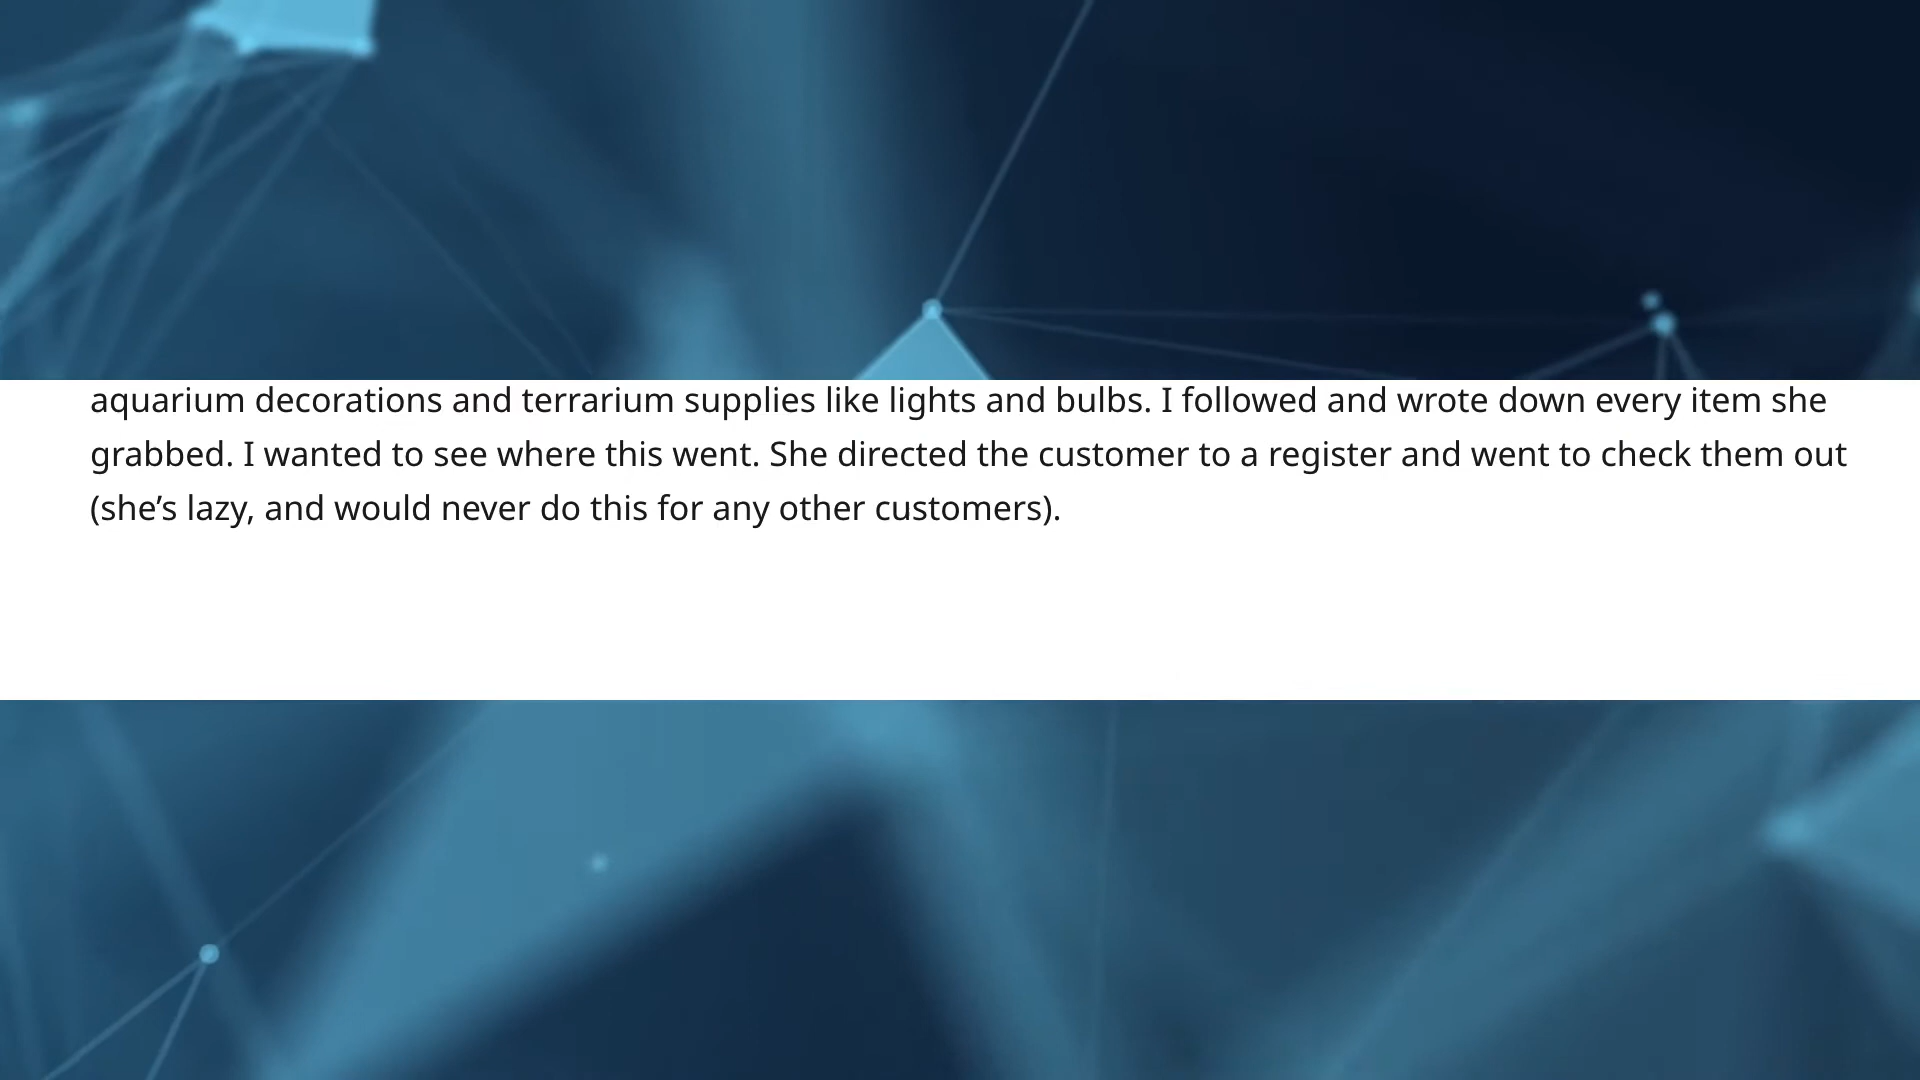 aquarium decorations and terrarium supplies like lights and bulbs. I followed and wrote down every item she
grabbed. I wanted to see where this went. She directed the customer to a register and went to check them out
(she’s lazy, and would never do this for any other customers).